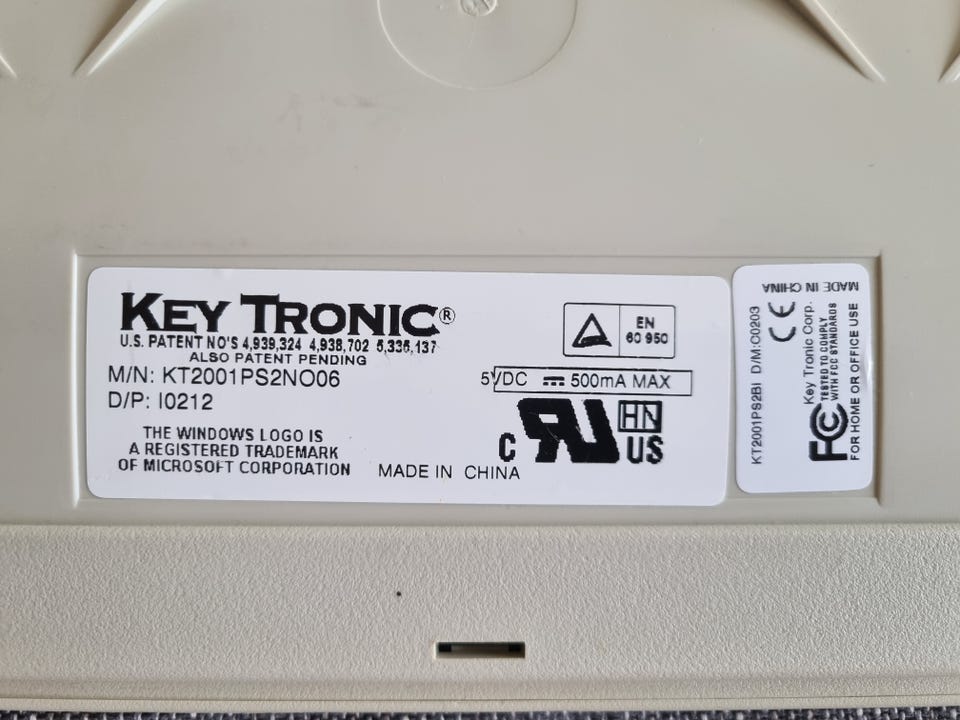 KEY TRONIC®
U.S. PATENT NO'S 4,939,324 4,938,702 5,336,137
ALSO PATENT PENDING
M/N: KT2001PS2NO06
D/P: I0212
THE WINDOWS LOGO IS
A REGISTERED TRADEMARK
OF MICROSOFT CORPORATION
MADE IN CHINA
EN
60 950
5VDC ⎓ 500mA MAX
C RU HN
US
KT2001PS2BI D/M:C0203
CE
Key Tronic Corp.
TESTED TO COMPLY
WITH FCC STANDARDS
FC
FOR HOME OR OFFICE USE
MADE IN CHINA